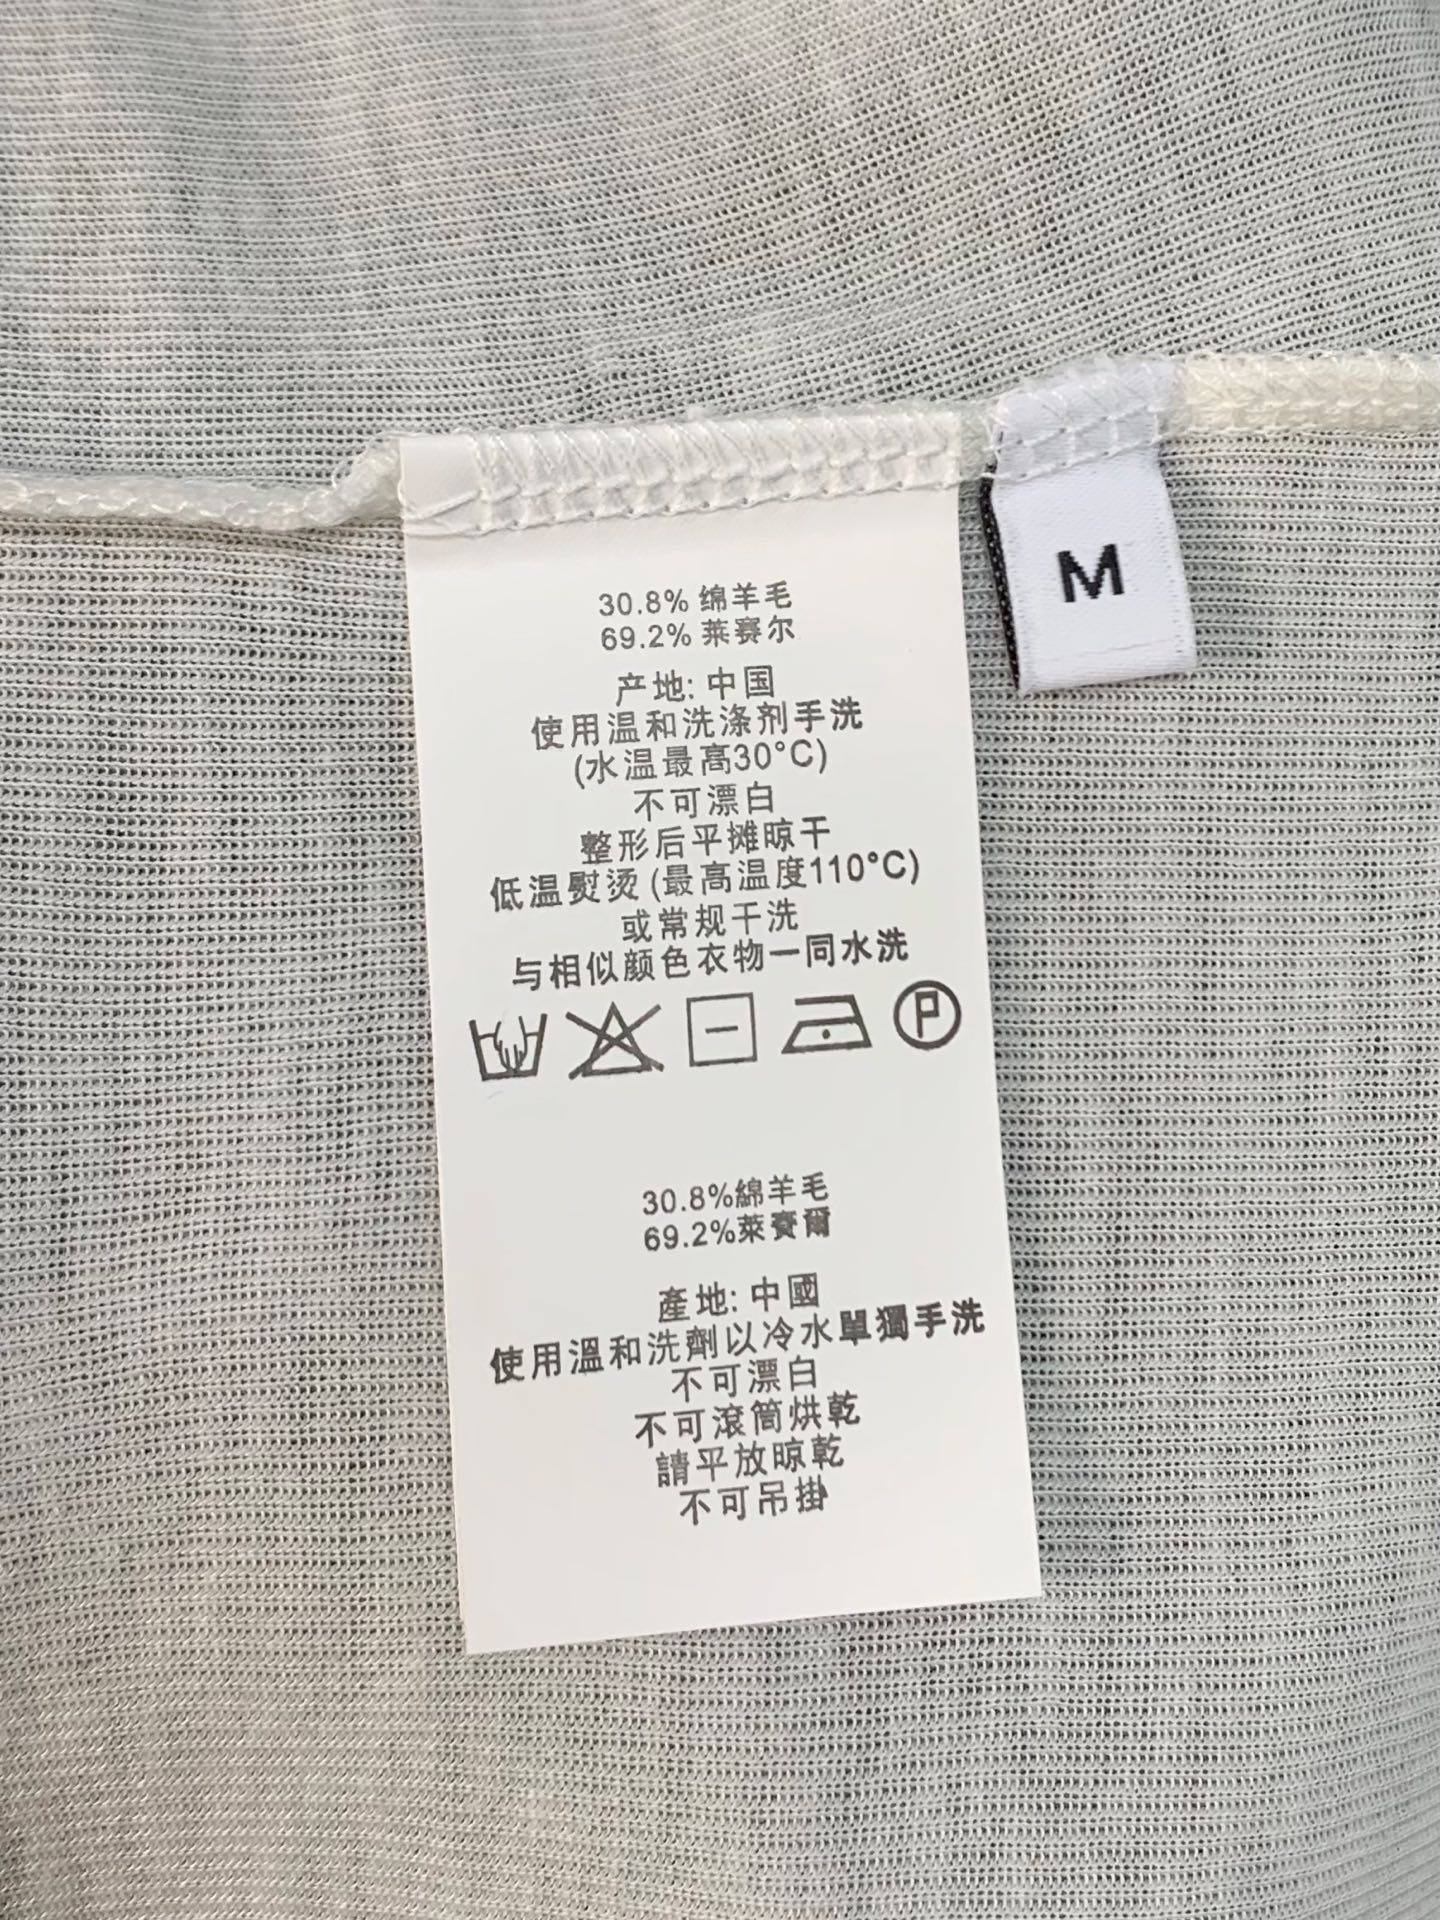 30.8% 绵羊毛
69.2% 莱赛尔
产地: 中国
使用温和洗涤剂手洗
(水温最高30°C)
不可漂白
整形后平摊晾干
低温熨烫 (最高温度110°C)
或常规干洗
与相似颜色衣物一同水洗
P
30.8%綿羊毛
69.2%萊賽爾
產地: 中國
使用溫和洗劑以冷水單獨手洗
不可漂白
不可滾筒烘乾
請平放晾乾
不可吊掛
M